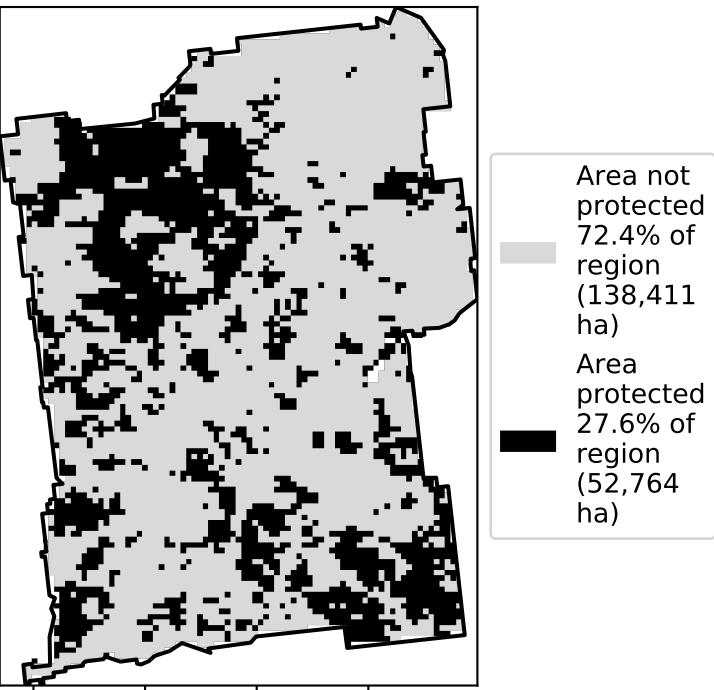 Area not
protected
72.4% of
region
(138,411
ha)
Area
protected
27.6% of
region
(52,764
ha)